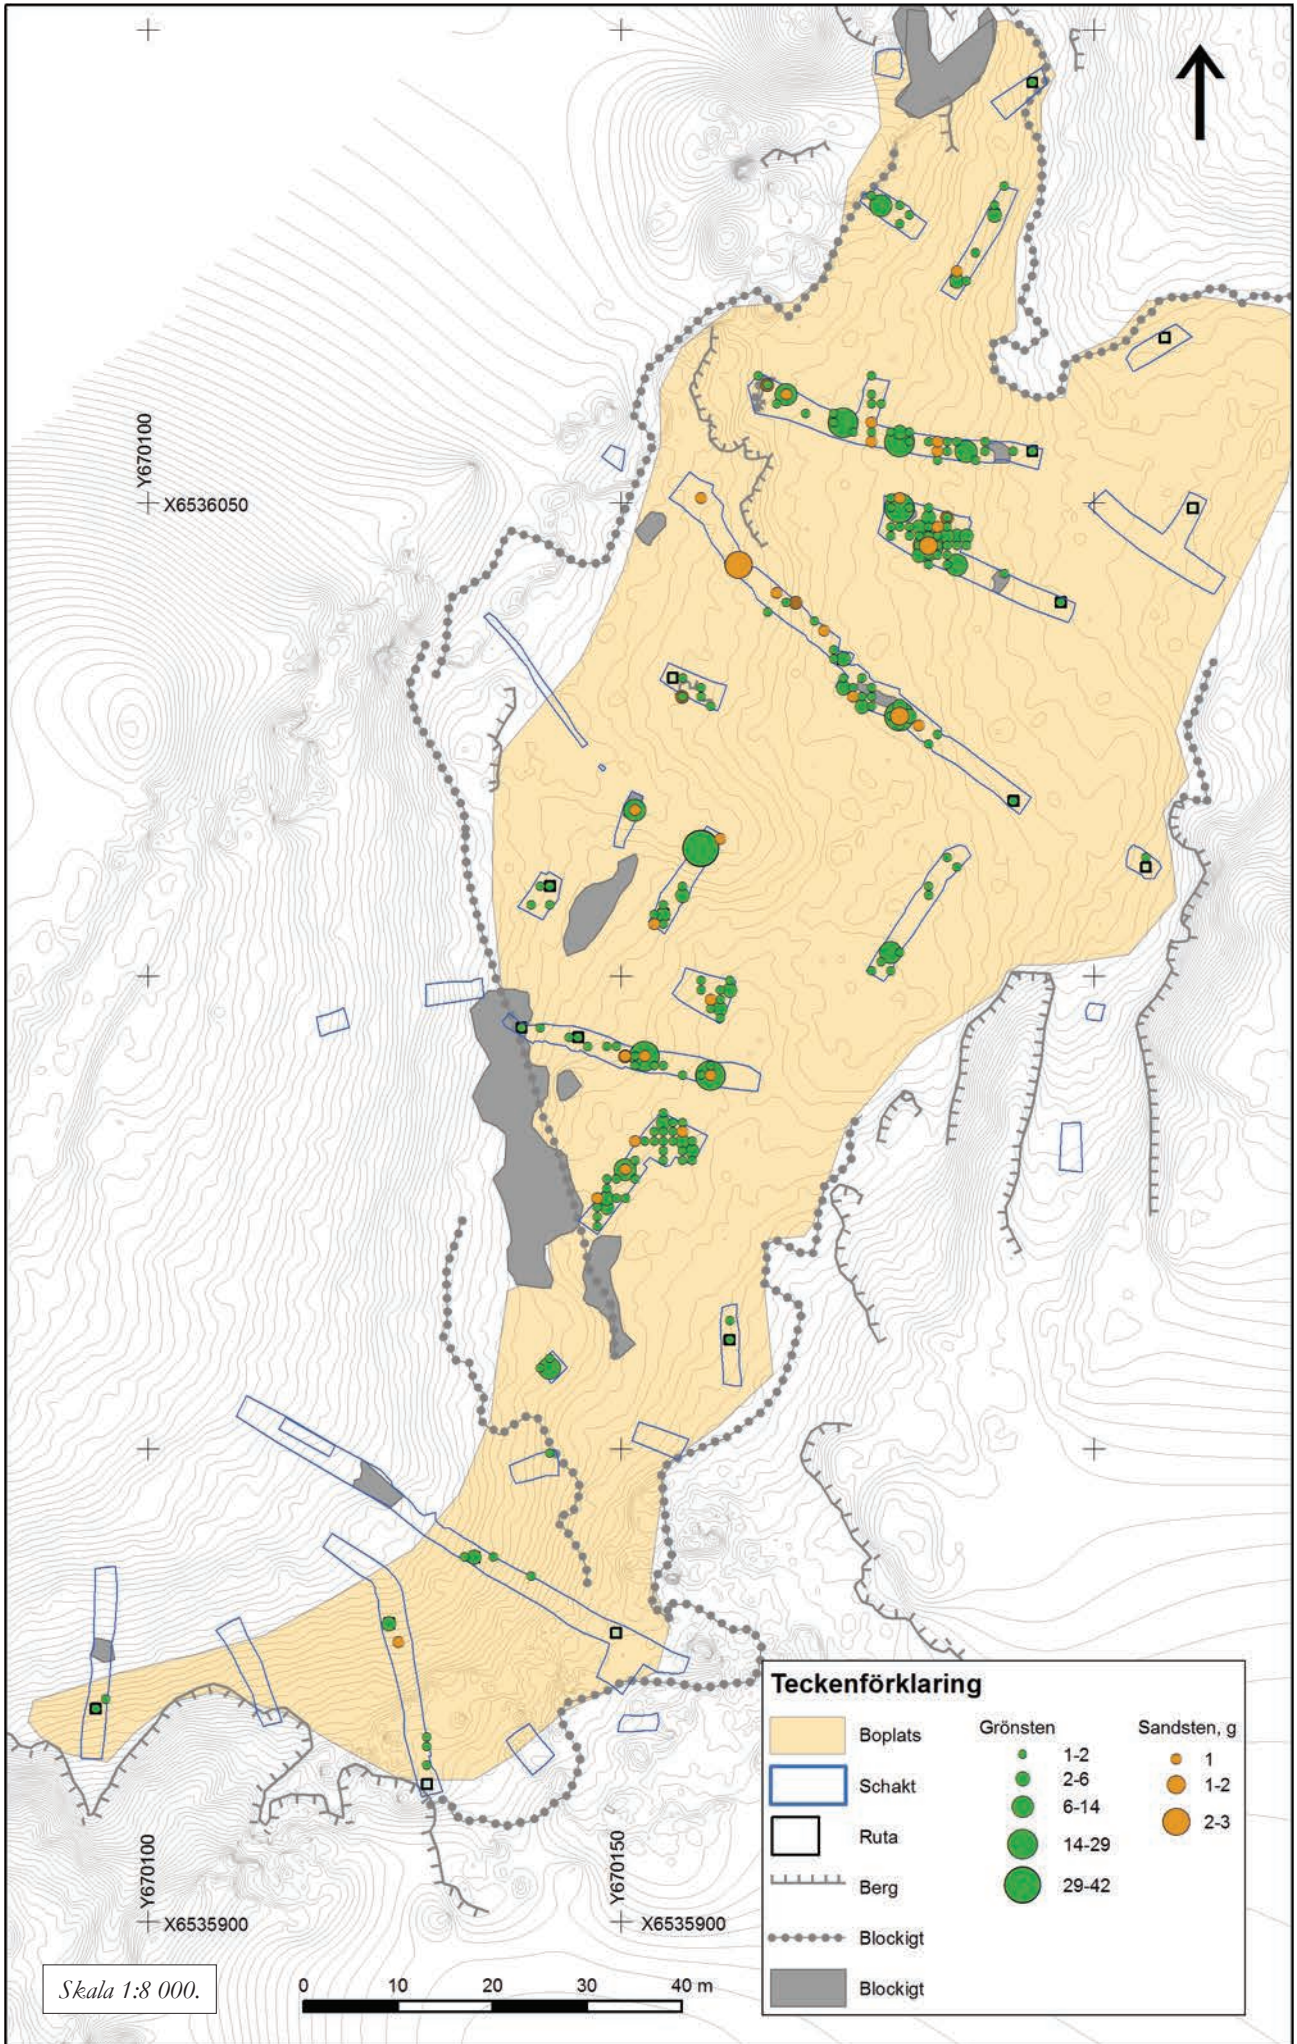 Y670100
X6536050
Teckenförklaring
Boplats
Schakt
Ruta
Berg
Blockigt
Blockigt
Grönsten
1-2
2-6
6-14
14-29
29-42
Sandsten, g
1
1-2
2-3
Y670100
X6535900
Y670150
X6535900
Skala 1:8 000.
0 10 20 30 40 m